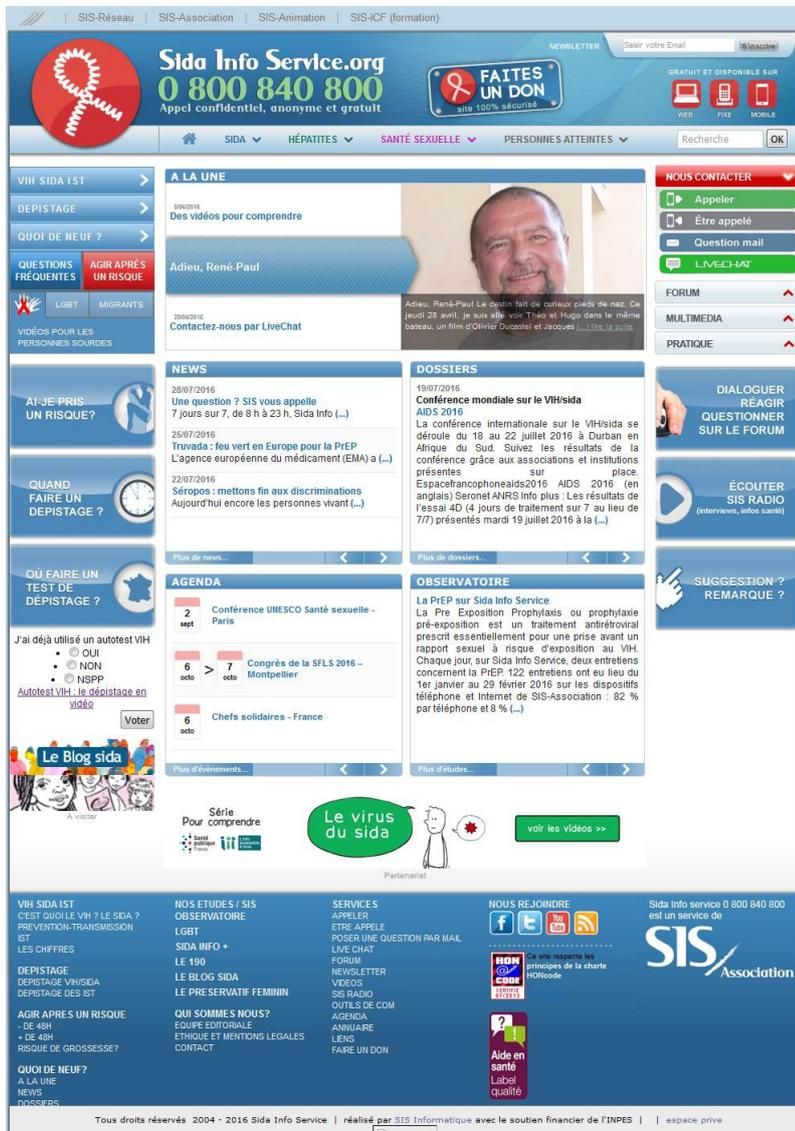 SIS-Réseau | SIS-Association | SIS-Animation | SIS-ICF (formation)
Sida Info Service.org
0 800 840 800
Appel confidentiel, anonyme et gratuit
FAITES
UN DON
site 100% sécurisé
NEWSLETTER
Saisir votre Email
S'inscrire
GRATUIT ET DISPONIBLE SUR
WEB FIXE MOBILE
SIDA HÉPATITES SANTÉ SEXUELLE PERSONNES ATTEINTES
Recherche OK
VIH SIDA IST
DEPISTAGE
QUOI DE NEUF ?
QUESTIONS
FRÉQUENTES
AGIR APRÉS
UN RISQUE
LGBT MIGRANTS
VIDÉOS POUR LES
PERSONNES SOURDES
AI-JE PRIS
UN RISQUE?
QUAND
FAIRE UN
DEPISTAGE ?
OÙ FAIRE UN
TEST DE
DÉPISTAGE ?
J'ai déjà utilisé un autotest VIH
OUI
NON
NSPP
Autotest VIH : le dépistage en
vidéo
Voter
Le Blog sida
A visiter
A LA UNE
8/06/2016
Des vidéos pour comprendre
Adieu, René-Paul
28/04/2016
Contactez-nous par LiveChat
Adieu, René-Paul Le destin fait de curieux pieds de nez. Ce
jeudi 28 avril, je suis allé voir Théo et Hugo dans le même
bateau, un film d'Olivier Ducastel et Jacques [...] lire la suite
NEWS
28/07/2016
Une question ? SIS vous appelle
7 jours sur 7, de 8 h à 23 h, Sida Info (...)
25/07/2016
Truvada : feu vert en Europe pour la PrEP
L'agence européenne du médicament (EMA) a (...)
22/07/2016
Séropos : mettons fin aux discriminations
Aujourd'hui encore les personnes vivant (...)
Plus de news...
DOSSIERS
19/07/2016
Conférence mondiale sur le VIH/sida
AIDS 2016
La conférence internationale sur le VIH/sida se
déroule du 18 au 22 juillet 2016 à Durban en
Afrique du Sud. Suivez les résultats de la
conférence grâce aux associations et institutions
présentes sur place.
Espacefrancophoneaids2016 AIDS 2016 (en
anglais) Seronet ANRS Info plus : Les résultats de
l'essai 4D (4 jours de traitement sur 7 au lieu de
7/7) présentés mardi 19 juillet 2016 à la (...)
Plus de dossiers...
AGENDA
2
sept
Conférence UNESCO Santé sexuelle -
Paris
6
octo
>
7
octo
Congrés de la SFLS 2016 –
Montpellier
6
octo
Chefs solidaires - France
Plus d'évènements...
OBSERVATOIRE
La PrEP sur Sida Info Service
La Pre Exposition Prophylaxis ou prophylaxie
pré-exposition est un traitement antirétroviral
prescrit essentiellement pour une prise avant un
rapport sexuel à risque d'exposition au VIH.
Chaque jour, sur Sida Info Service, deux entretiens
concernent la PrEP. 122 entretiens ont eu lieu du
1er janvier au 29 février 2016 sur les dispositifs
téléphone et Internet de SIS-Association : 82 %
par téléphone et 8 % (...)
Plus d'études...
NOUS CONTACTER
Appeler
Être appelé
Question mail
LIVECHAT
FORUM
MULTIMEDIA
PRATIQUE
DIALOGUER
RÉAGIR
QUESTIONNER
SUR LE FORUM
ÉCOUTER
SIS RADIO
(interviews, infos santé)
SUGGESTION ?
REMARQUE ?
Série
Pour comprendre
Santé
publique
France
Le virus
du sida
voir les vidéos >>
Partenariat
VIH SIDA IST
C'EST QUOI LE VIH ? LE SIDA ?
PREVENTION-TRANSMISSION
IST
LES CHIFFRES
DEPISTAGE
DEPISTAGE VIH/SIDA
DEPISTAGE DES IST
AGIR APRES UN RISQUE
- DE 48H
+ DE 48H
RISQUE DE GROSSESSE?
QUOI DE NEUF?
A LA UNE
NEWS
DOSSIERS
NOS ETUDES / SIS
OBSERVATOIRE
LGBT
SIDA INFO +
LE 190
LE BLOG SIDA
LE PRESERVATIF FEMININ
QUI SOMMES NOUS?
EQUIPE EDITORIALE
ETHIQUE ET MENTIONS LEGALES
CONTACT
SERVICES
APPELER
ETRE APPELE
POSER UNE QUESTION PAR MAIL
LIVE CHAT
FORUM
NEWSLETTER
VIDEOS
SIS RADIO
OUTILS DE COM
AGENDA
ANNUAIRE
LIENS
FAIRE UN DON
NOUS REJOINDRE
f t You Tube
HON
@
CODE
CERTIFIÉ
07/2013
Ce site respecte les
principes de la charte
HONcode
Aide en
santé
Label
qualité
Sida Info service 0 800 840 800
est un service de
SIS
Association
Tous droits réservés 2004 - 2016 Sida Info Service | réalisé par SIS Informatique avec le soutien financier de l'INPES | | espace prive